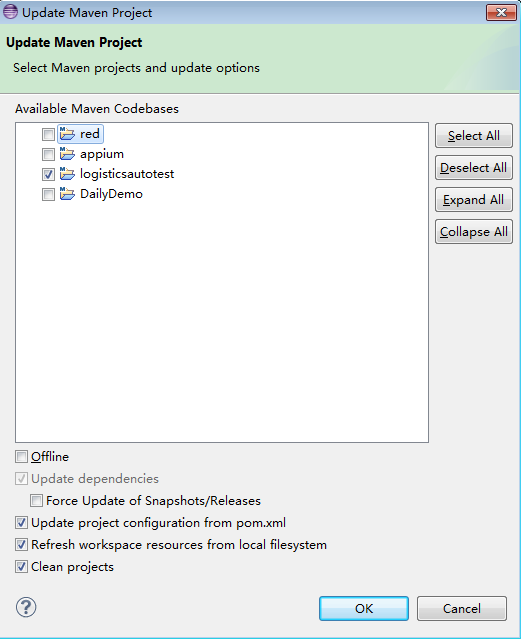 Update Maven Project
Update Maven Project
Select Maven projects and update options
Available Maven Codebases
red
appium
logisticsautotest
DailyDemo
Select All
Deselect All
Expand All
Collapse All
Offline
Update dependencies
Force Update of Snapshots/Releases
Update project configuration from pom.xml
Refresh workspace resources from local filesystem
Clean projects
?
OK
Cancel